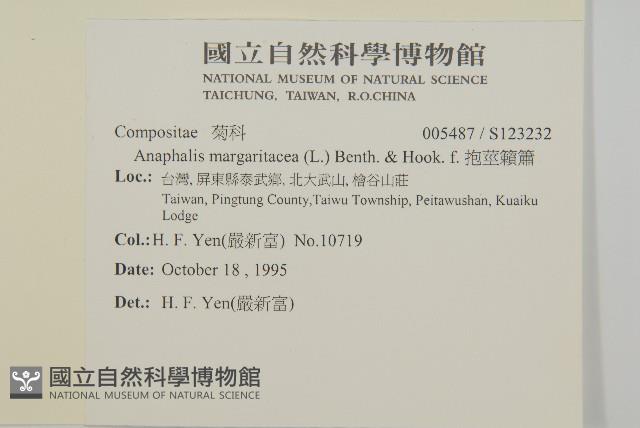 國立自然科學博物館
NATIONAL MUSEUM OF NATURAL SCIENCE
TAICHUNG, TAIWAN, R.O.CHINA
Compositae 菊科 005487 / S123232
Anaphalis margaritacea (L.) Benth. & Hook. f. 抱莖籟簫
Loc.: 台灣, 屏東縣泰武鄉, 北大武山, 檜谷山莊
Taiwan, Pingtung County,Taiwu Township, Peitawushan, Kuaiku
Lodge
Col.: H. F. Yen(嚴新富) No.10719
Date: October 18 , 1995
Det.: H. F. Yen(嚴新富)
國立自然科學博物館
NATIONAL MUSEUM OF NATURAL SCIENCE